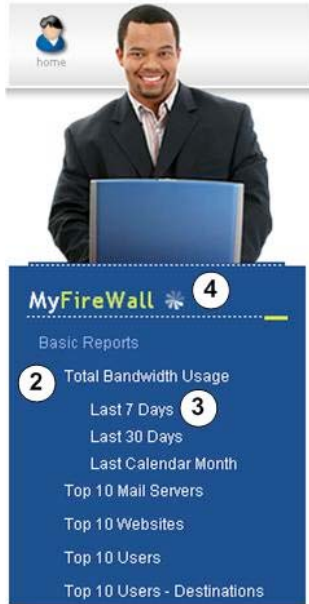 home
MyFireWall 4
Basic Reports
2 Total Bandwidth Usage
Last 7 Days 3
Last 30 Days
Last Calendar Month
Top 10 Mail Servers
Top 10 Websites
Top 10 Users
Top 10 Users - Destinations